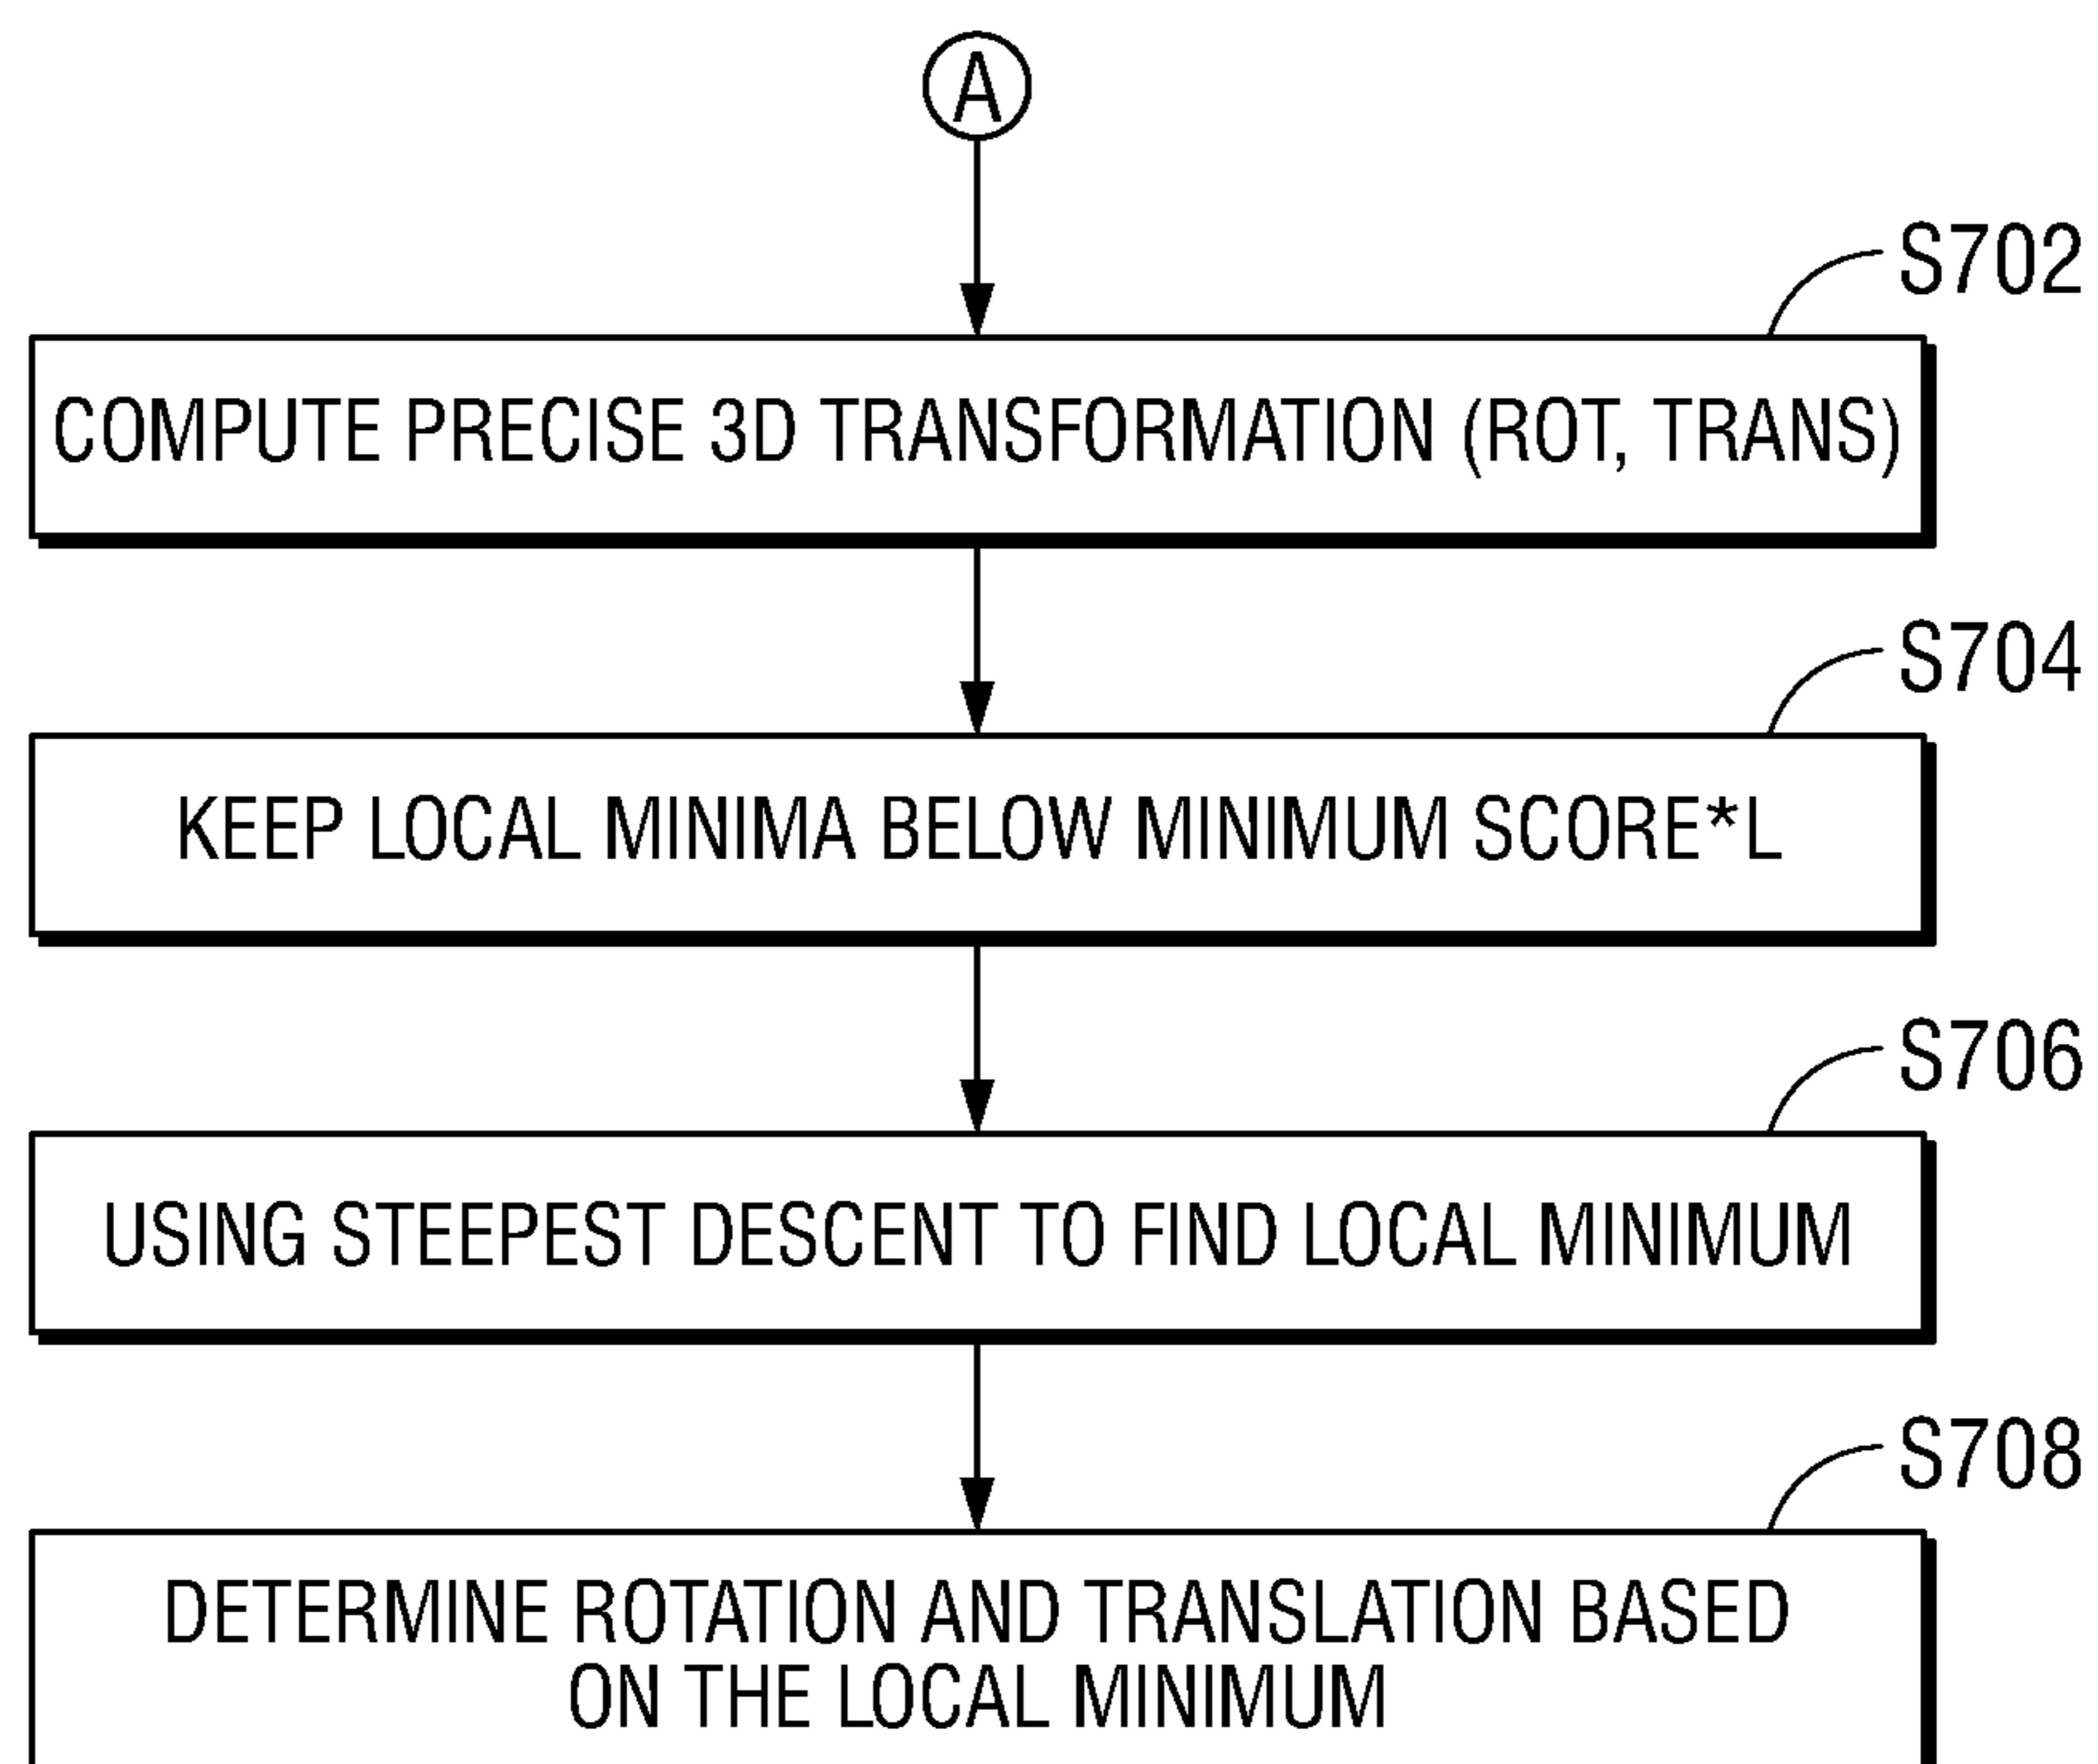 A
S702
COMPUTE PRECISE 3D TRANSFORMATION (ROT, TRANS)
S704
KEEP LOCAL MINIMA BELOW MINIMUM SCORE*L
S706
USING STEEPEST DESCENT TO FIND LOCAL MINIMUM
S708
DETERMINE ROTATION AND TRANSLATION BASED
ON THE LOCAL MINIMUM